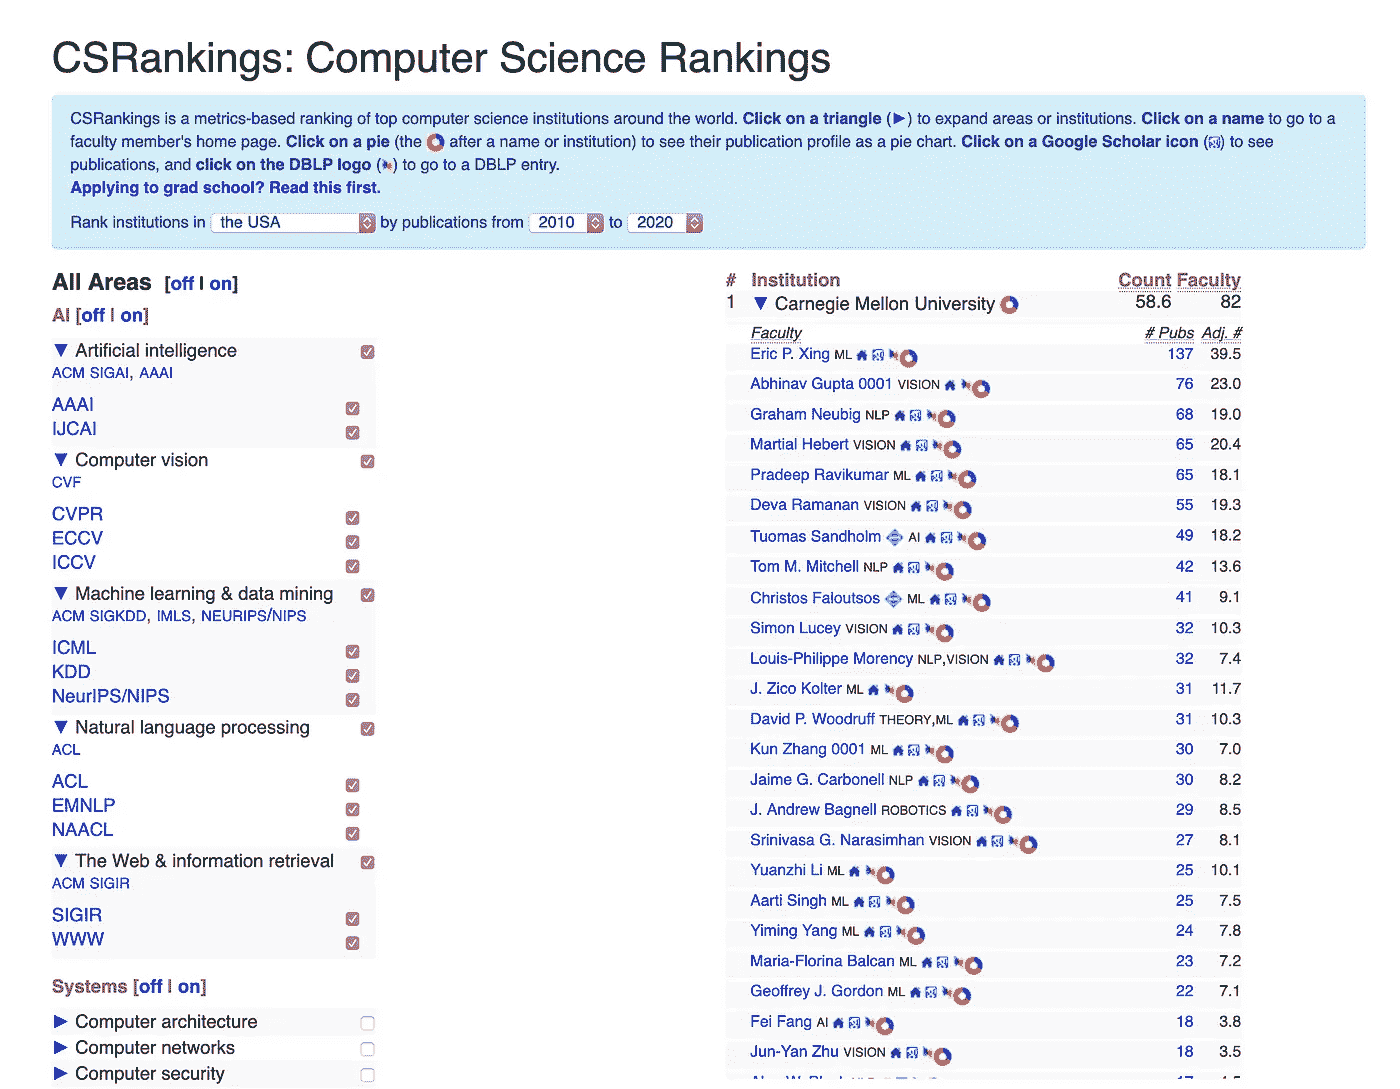 CSRankings: Computer Science Rankings
CSRankings is a metrics-based ranking of top computer science institutions around the world. Click on a triangle (▶) to expand areas or institutions. Click on a name to go to a
faculty member's home page. Click on a pie (the after a name or institution) to see their publication profile as a pie chart. Click on a Google Scholar icon () to see
publications, and click on the DBLP logo () to go to a DBLP entry.
Applying to grad school? Read this first.
Rank institutions in the USA by publications from 2010 to 2020
All Areas [off | on]
AI [off | on]
▼ Artificial intelligence
ACM SIGAI, AAAI
AAAI
IJCAI
▼ Computer vision
CVF
CVPR
ECCV
ICCV
▼ Machine learning & data mining
ACM SIGKDD, IMLS, NEURIPS/NIPS
ICML
KDD
NeurIPS/NIPS
▼ Natural language processing
ACL
ACL
EMNLP
NAACL
▼ The Web & information retrieval
ACM SIGIR
SIGIR
WWW
Systems [off | on]
▶ Computer architecture
▶ Computer networks
▶ Computer security
# Institution Count Faculty
1 ▼ Carnegie Mellon University 58.6 82
Faculty # Pubs Adj. #
Eric P. Xing ML 137 39.5
Abhinav Gupta 0001 VISION 76 23.0
Graham Neubig NLP 68 19.0
Martial Hebert VISION 65 20.4
Pradeep Ravikumar ML 65 18.1
Deva Ramanan VISION 55 19.3
Tuomas Sandholm AI 49 18.2
Tom M. Mitchell NLP 42 13.6
Christos Faloutsos ML 41 9.1
Simon Lucey VISION 32 10.3
Louis-Philippe Morency NLP,VISION 32 7.4
J. Zico Kolter ML 31 11.7
David P. Woodruff THEORY,ML 31 10.3
Kun Zhang 0001 ML 30 7.0
Jaime G. Carbonell NLP 30 8.2
J. Andrew Bagnell ROBOTICS 29 8.5
Srinivasa G. Narasimhan VISION 27 8.1
Yuanzhi Li ML 25 10.1
Aarti Singh ML 25 7.5
Yiming Yang ML 24 7.8
Maria-Florina Balcan ML 23 7.2
Geoffrey J. Gordon ML 22 7.1
Fei Fang AI 18 3.8
Jun-Yan Zhu VISION 18 3.5